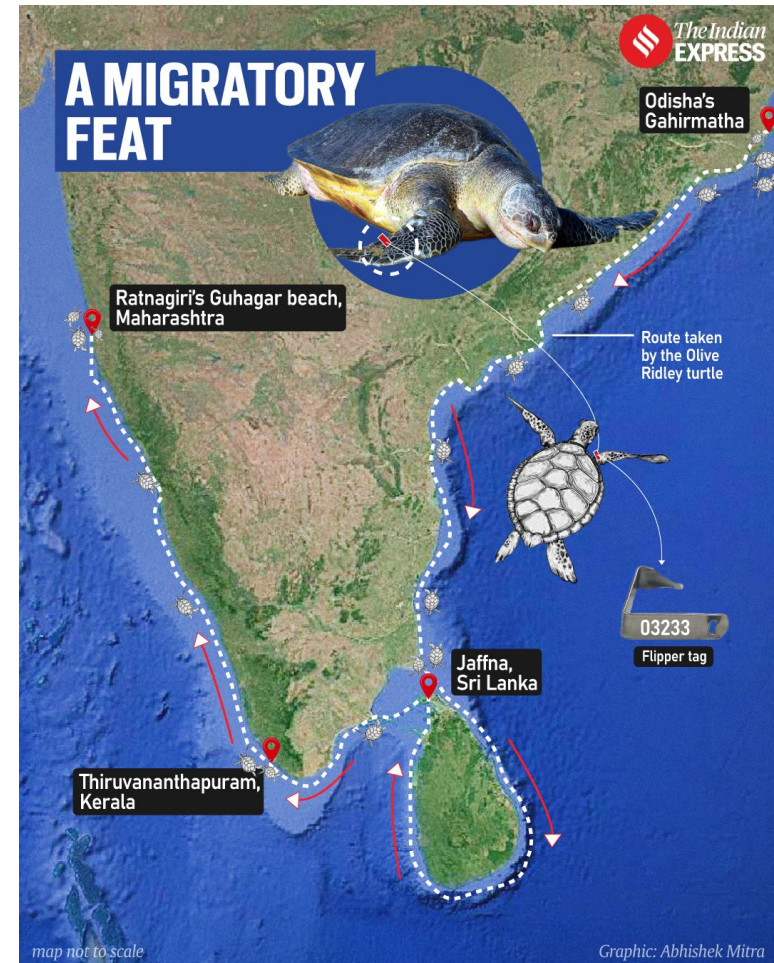 The Indian
EXPRESS
A MIGRATORY
FEAT
Odisha's
Gahirmatha
Ratnagiri's Guhagar beach,
Maharashtra
Route taken
by the Olive
Ridley turtle
03233
Flipper tag
Jaffna,
Sri Lanka
Thiruvananthapuram,
Kerala
map not to scale
Graphic: Abhishek Mitra